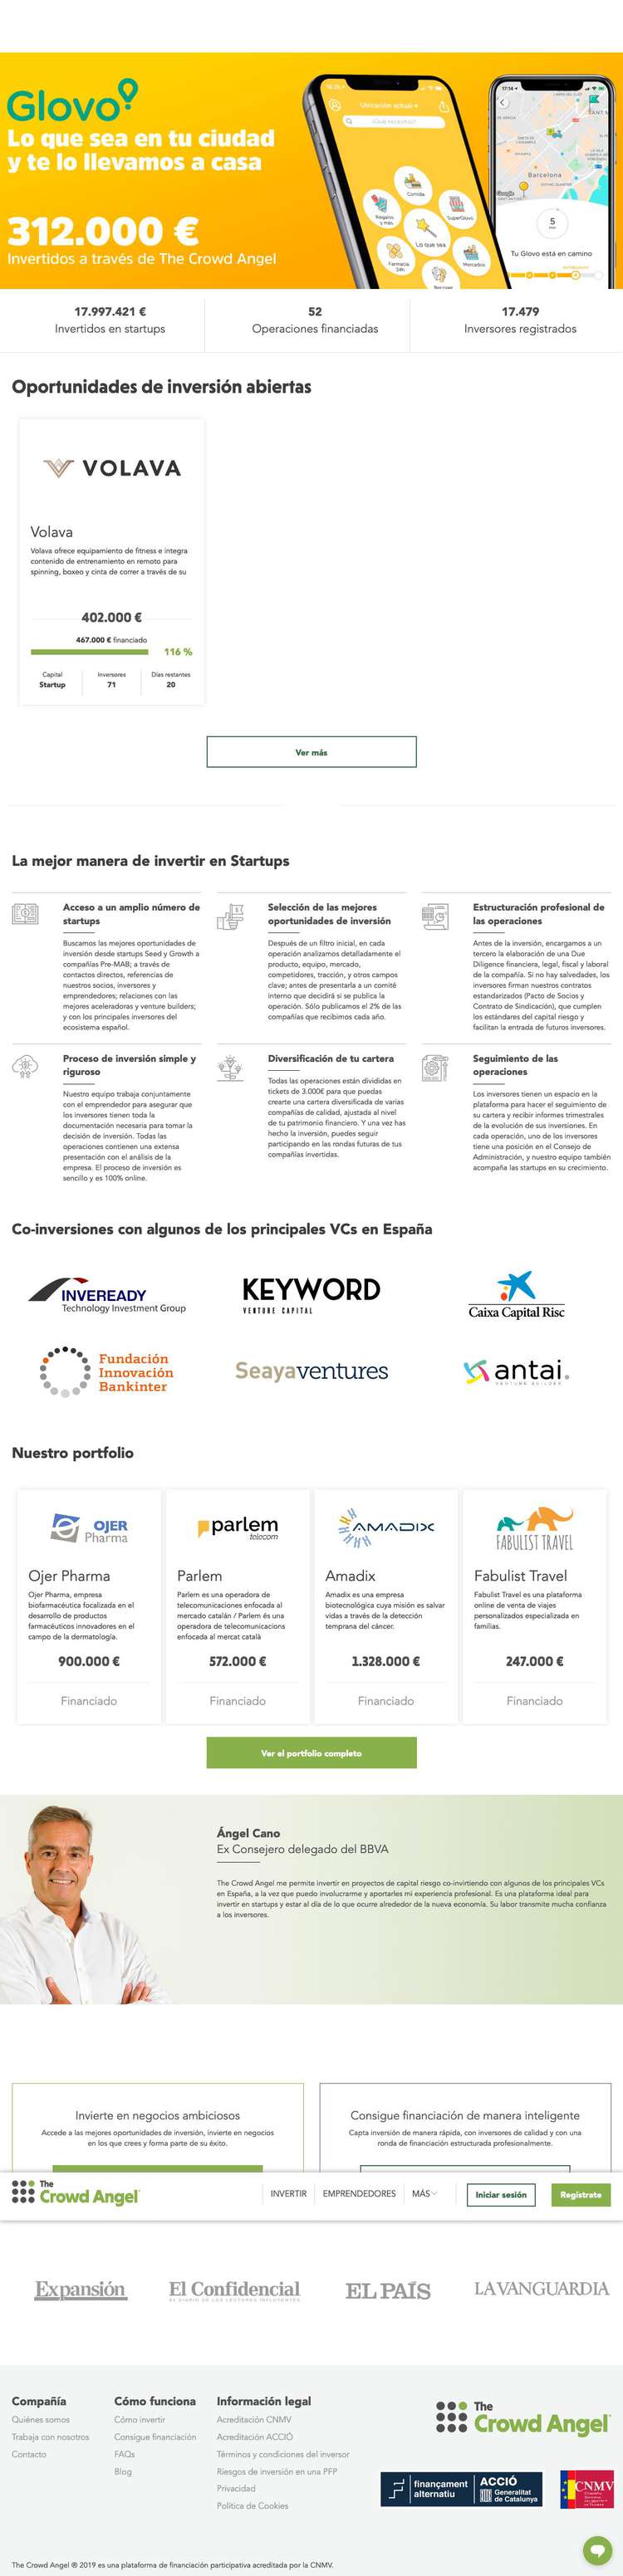 Glovo
Lo que sea en tu ciudad
y te lo llevamos a casa
312.000 €
Invertidos a través de The Crowd Angel
Ubicación actual
Comida
Regalos
y más
SuperGlovo
Lo que sea
Farmacia
24h
Mercados
17:14
Barcelona
Google
5
min
Tu Glovo está en camino
17.997.421 €
Invertidos en startups
52
Operaciones financiadas
17.479
Inversores registrados
Oportunidades de inversión abiertas
VOLAVA
Volava
Volava ofrece equipamiento de fitness e integra
contenido de entrenamiento en remoto para
spinning, boxeo y cinta de correr a través de su
402.000 €
467.000 € financiado
116 %
Capital
Startup
Inversores
71
Días restantes
20
Ver más
La mejor manera de invertir en Startups
Acceso a un amplio número de
startups
Buscamos las mejores oportunidades de
inversión desde startups Seed y Growth a
compañías Pre-MAB; a través de
contactos directos, referencias de
nuestros socios, inversores y
emprendedores; relaciones con las
mejores aceleradoras y venture builders;
y con los principales inversores del
ecosistema español.
Selección de las mejores
oportunidades de inversión
Después de un filtro inicial, en cada
operación analizamos detalladamente el
producto, equipo, mercado,
competidores, tracción, y otros campos
clave; antes de presentarla a un comité
interno que decidirá si se publica la
operación. Sólo publicamos el 2% de las
compañías que recibimos cada año.
Estructuración profesional de
las operaciones
Antes de la inversión, encargamos a un
tercero la elaboración de una Due
Diligence financiera, legal, fiscal y laboral
de la compañía. Si no hay salvedades, los
inversores firman nuestros contratos
estandarizados (Pacto de Socios y
Contrato de Sindicación), que cumplen
los estándares del capital riesgo y
facilitan la entrada de futuros inversores.
Proceso de inversión simple y
riguroso
Nuestro equipo trabaja conjuntamente
con el emprendedor para asegurar que
los inversores tienen toda la
documentación necesaria para tomar la
decisión de inversión. Todas las
operaciones contienen una extensa
presentación con el análisis de la
empresa. El proceso de inversión es
sencillo y es 100% online.
Diversificación de tu cartera
Todas las operaciones están divididas en
tickets de 3.000€ para que puedas
crearte una cartera diversificada de varias
compañías de calidad, ajustada al nivel
de tu patrimonio financiero. Y una vez has
hecho la inversión, puedes seguir
participando en las rondas futuras de tus
compañías invertidas.
Seguimiento de las
operaciones
Los inversores tienen un espacio en la
plataforma para hacer el seguimiento de
su cartera y recibir informes trimestrales
de la evolución de sus inversiones. En
cada operación, uno de los inversores
tiene una posición en el Consejo de
Administración, y nuestro equipo también
acompaña las startups en su crecimiento.
Co-inversiones con algunos de los principales VCs en España
INVEREADY
Technology Investment Group
KEYWORD
VENTURE CAPITAL
Caixa Capital Risc
Fundación
Innovación
Bankinter
Seayaventures
antai
VENTURE BUILDER
Nuestro portfolio
OJER
Pharma
Ojer Pharma
Ojer Pharma, empresa
biofarmacéutica focalizada en el
desarrollo de productos
farmacéuticos innovadores en el
campo de la dermatología.
900.000 €
Financiado
parlem
telecom
Parlem
Parlem es una operadora de
telecomunicaciones enfocada al
mercado catalán / Parlem és una
operadora de telecomunicacions
enfocada al mercat català
572.000 €
Financiado
AMADIX
Amadix
Amadix es una empresa
biotecnológica cuya misión es salvar
vidas a través de la detección
temprana del cáncer.
1.328.000 €
Financiado
FABULIST TRAVEL
Fabulist Travel
Fabulist Travel es una plataforma
online de venta de viajes
personalizados especializada en
familias.
247.000 €
Financiado
Ver el portfolio completo
Ángel Cano
Ex Consejero delegado del BBVA
The Crowd Angel me permite invertir en proyectos de capital riesgo co-invirtiendo con algunos de los principales VCs
en España, a la vez que puedo involucrarme y aportarles mi experiencia profesional. Es una plataforma ideal para
invertir en startups y estar al día de lo que ocurre alrededor de la nueva economía. Su labor transmite mucha confianza
a los inversores.
Invierte en negocios ambiciosos
Accede a las mejores oportunidades de inversión, invierte en negocios
en los que crees y forma parte de su éxito.
Consigue financiación de manera inteligente
Capta inversión de manera rápida, con inversores de calidad y con una
ronda de financiación estructurada profesionalmente.
The
Crowd Angel
INVERTIR
EMPRENDEDORES
MÁS
Iniciar sesión
Regístrate
Expansión
El Confidencial
EL DIARIO DE LOS LECTORES INFLUYENTES
EL PAÍS
LAVANGUARDIA
Compañía
Quiénes somos
Trabaja con nosotros
Contacto
Cómo funciona
Cómo invertir
Consigue financiación
FAQs
Blog
Información legal
Acreditación CNMV
Acreditación ACCIÓ
Términos y condiciones del inversor
Riesgos de inversión en una PFP
Privacidad
Política de Cookies
The
Crowd Angel
finançament
alternatiu
ACCIÓ
Generalitat
de Catalunya
CNMV
The Crowd Angel ® 2019 es una plataforma de financiación participativa acreditada por la CNMV.